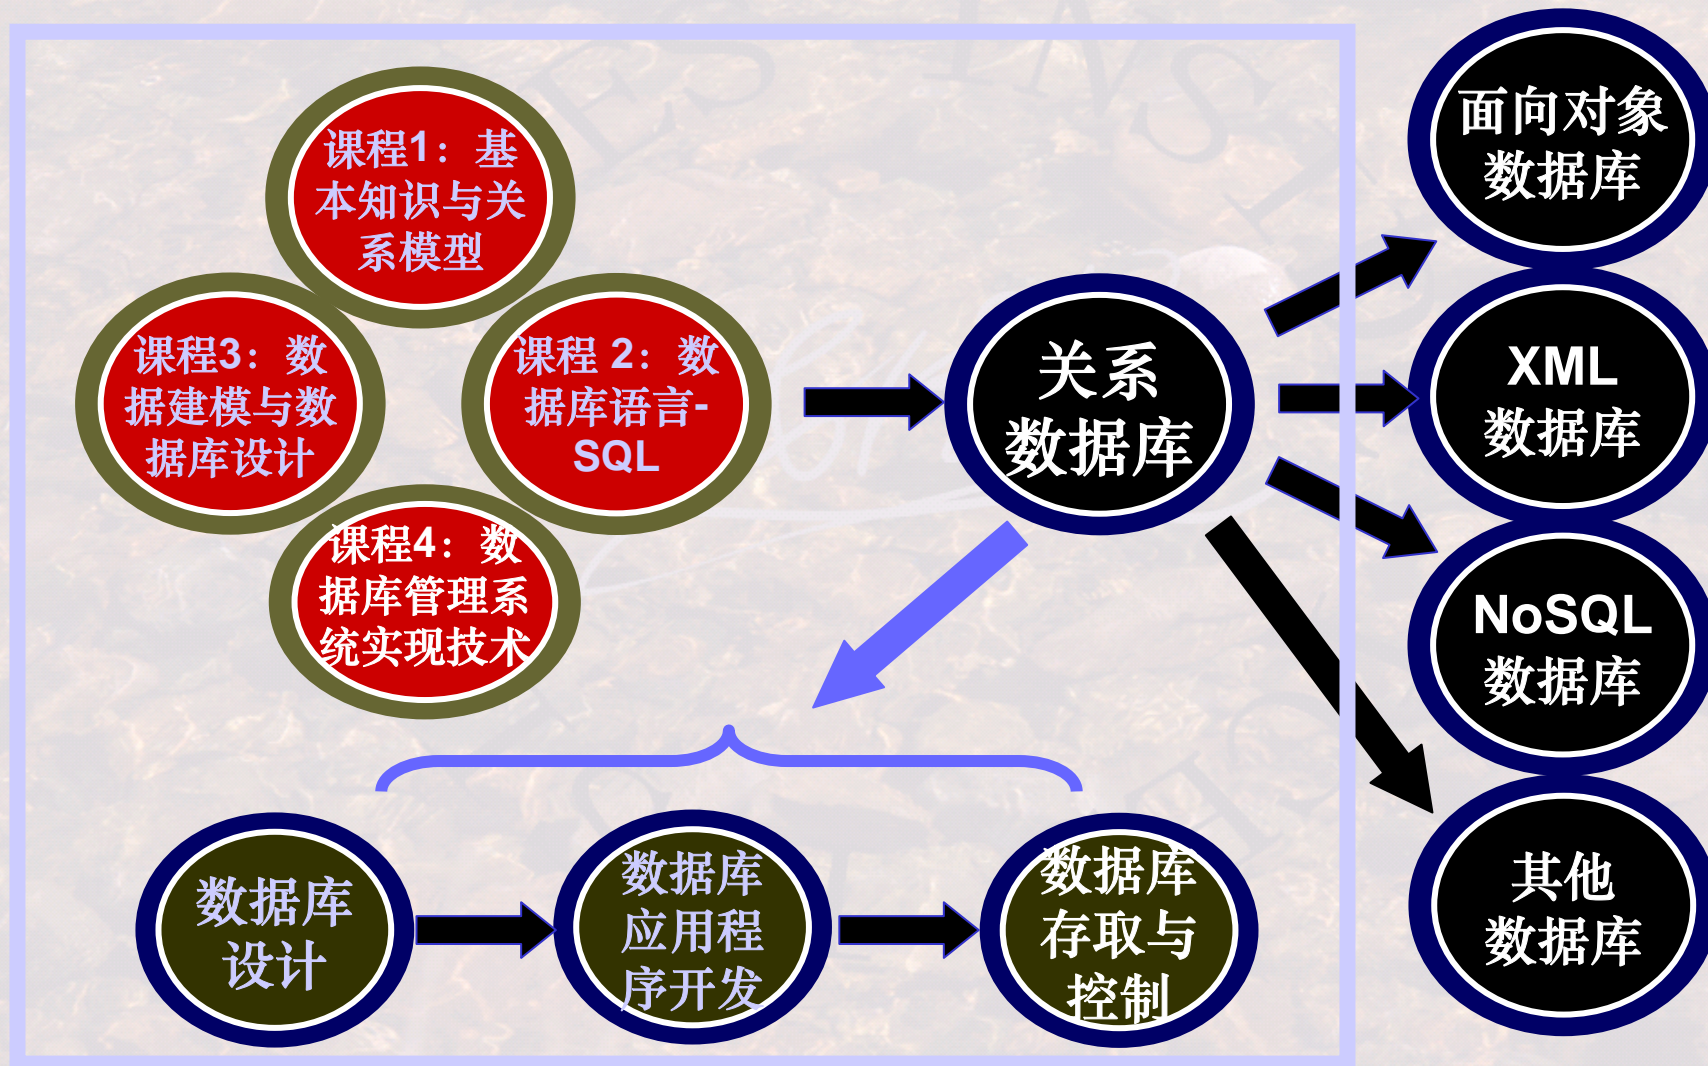 课程1：基
本知识与关
系模型
课程3：数
据建模与数
据库设计
课程 2：数
据库语言-
SQL
课程4：数
据库管理系
统实现技术
关系
数据库
面向对象
数据库
XML
数据库
NoSQL
数据库
其他
数据库
数据库
设计
数据库
应用程
序开发
数据库
存取与
控制